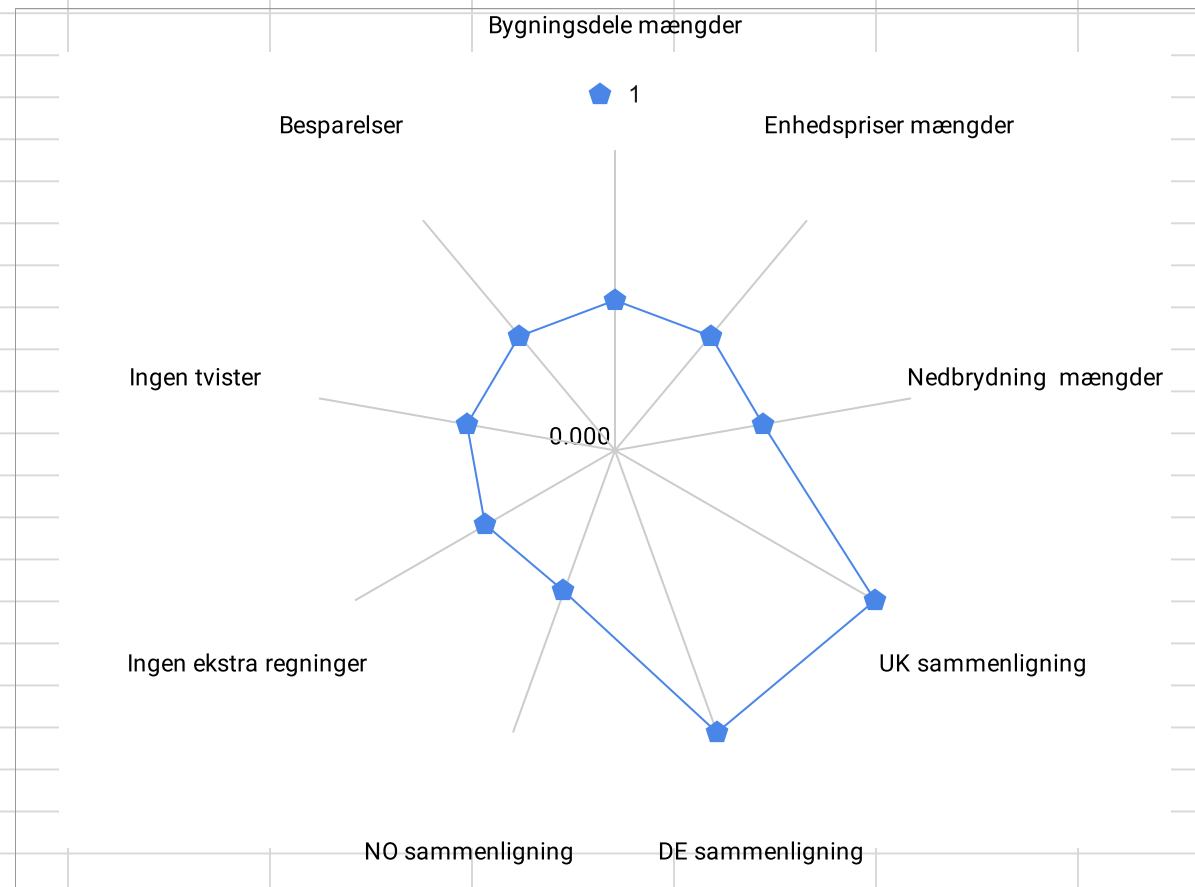 Bygningsdele mængder
1
Besparelser
Enhedspriser mængder
Ingen tvister
Nedbrydning  mængder
0.000
Ingen ekstra regninger
UK sammenligning
NO sammenligning
DE sammenligning